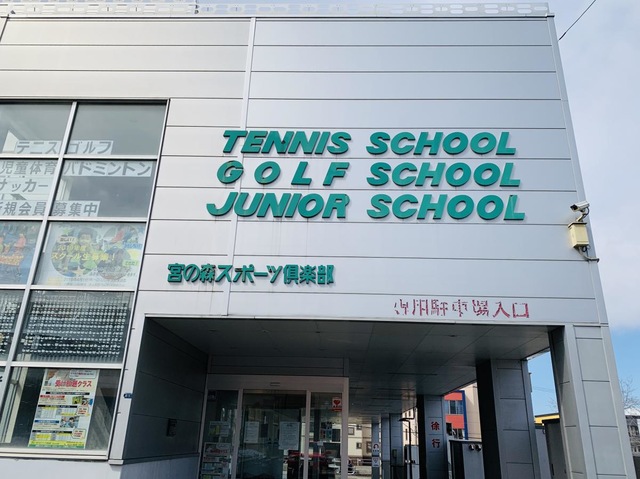 TENNIS SCHOOL
GOLF SCHOOL
JUNIOR SCHOOL
宮の森スポーツ倶楽部
専用駐車場入口
テニス ゴルフ
児童体育 バドミントン
サッカー
新規会員募集中
徐行